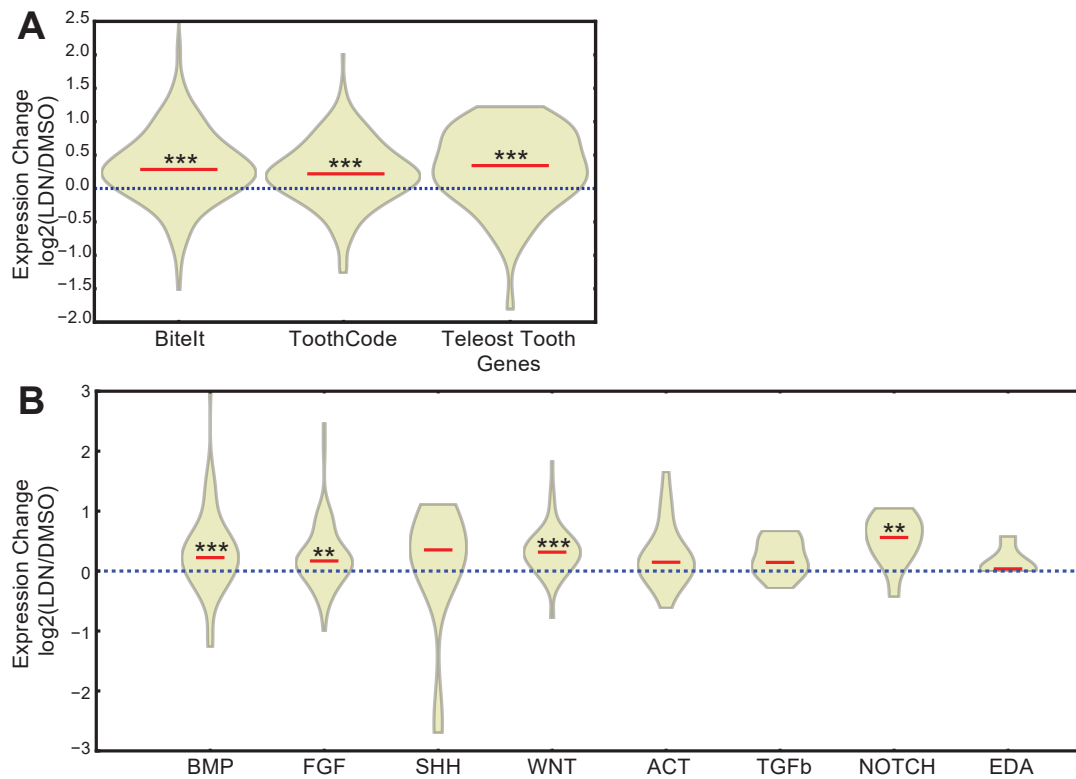 A
Expression Change
log2(LDN/DMSO)
2.5
2.0
1.5
1.0
0.5
0.0
−0.5
−1.0
−1.5
−2.0
*** *** ***
BiteIt ToothCode Teleost Tooth
Genes
B
Expression Change
log2(LDN/DMSO)
3
2
1
0
−1
−2
−3
*** ** *** **
BMP FGF SHH WNT ACT TGFb NOTCH EDA